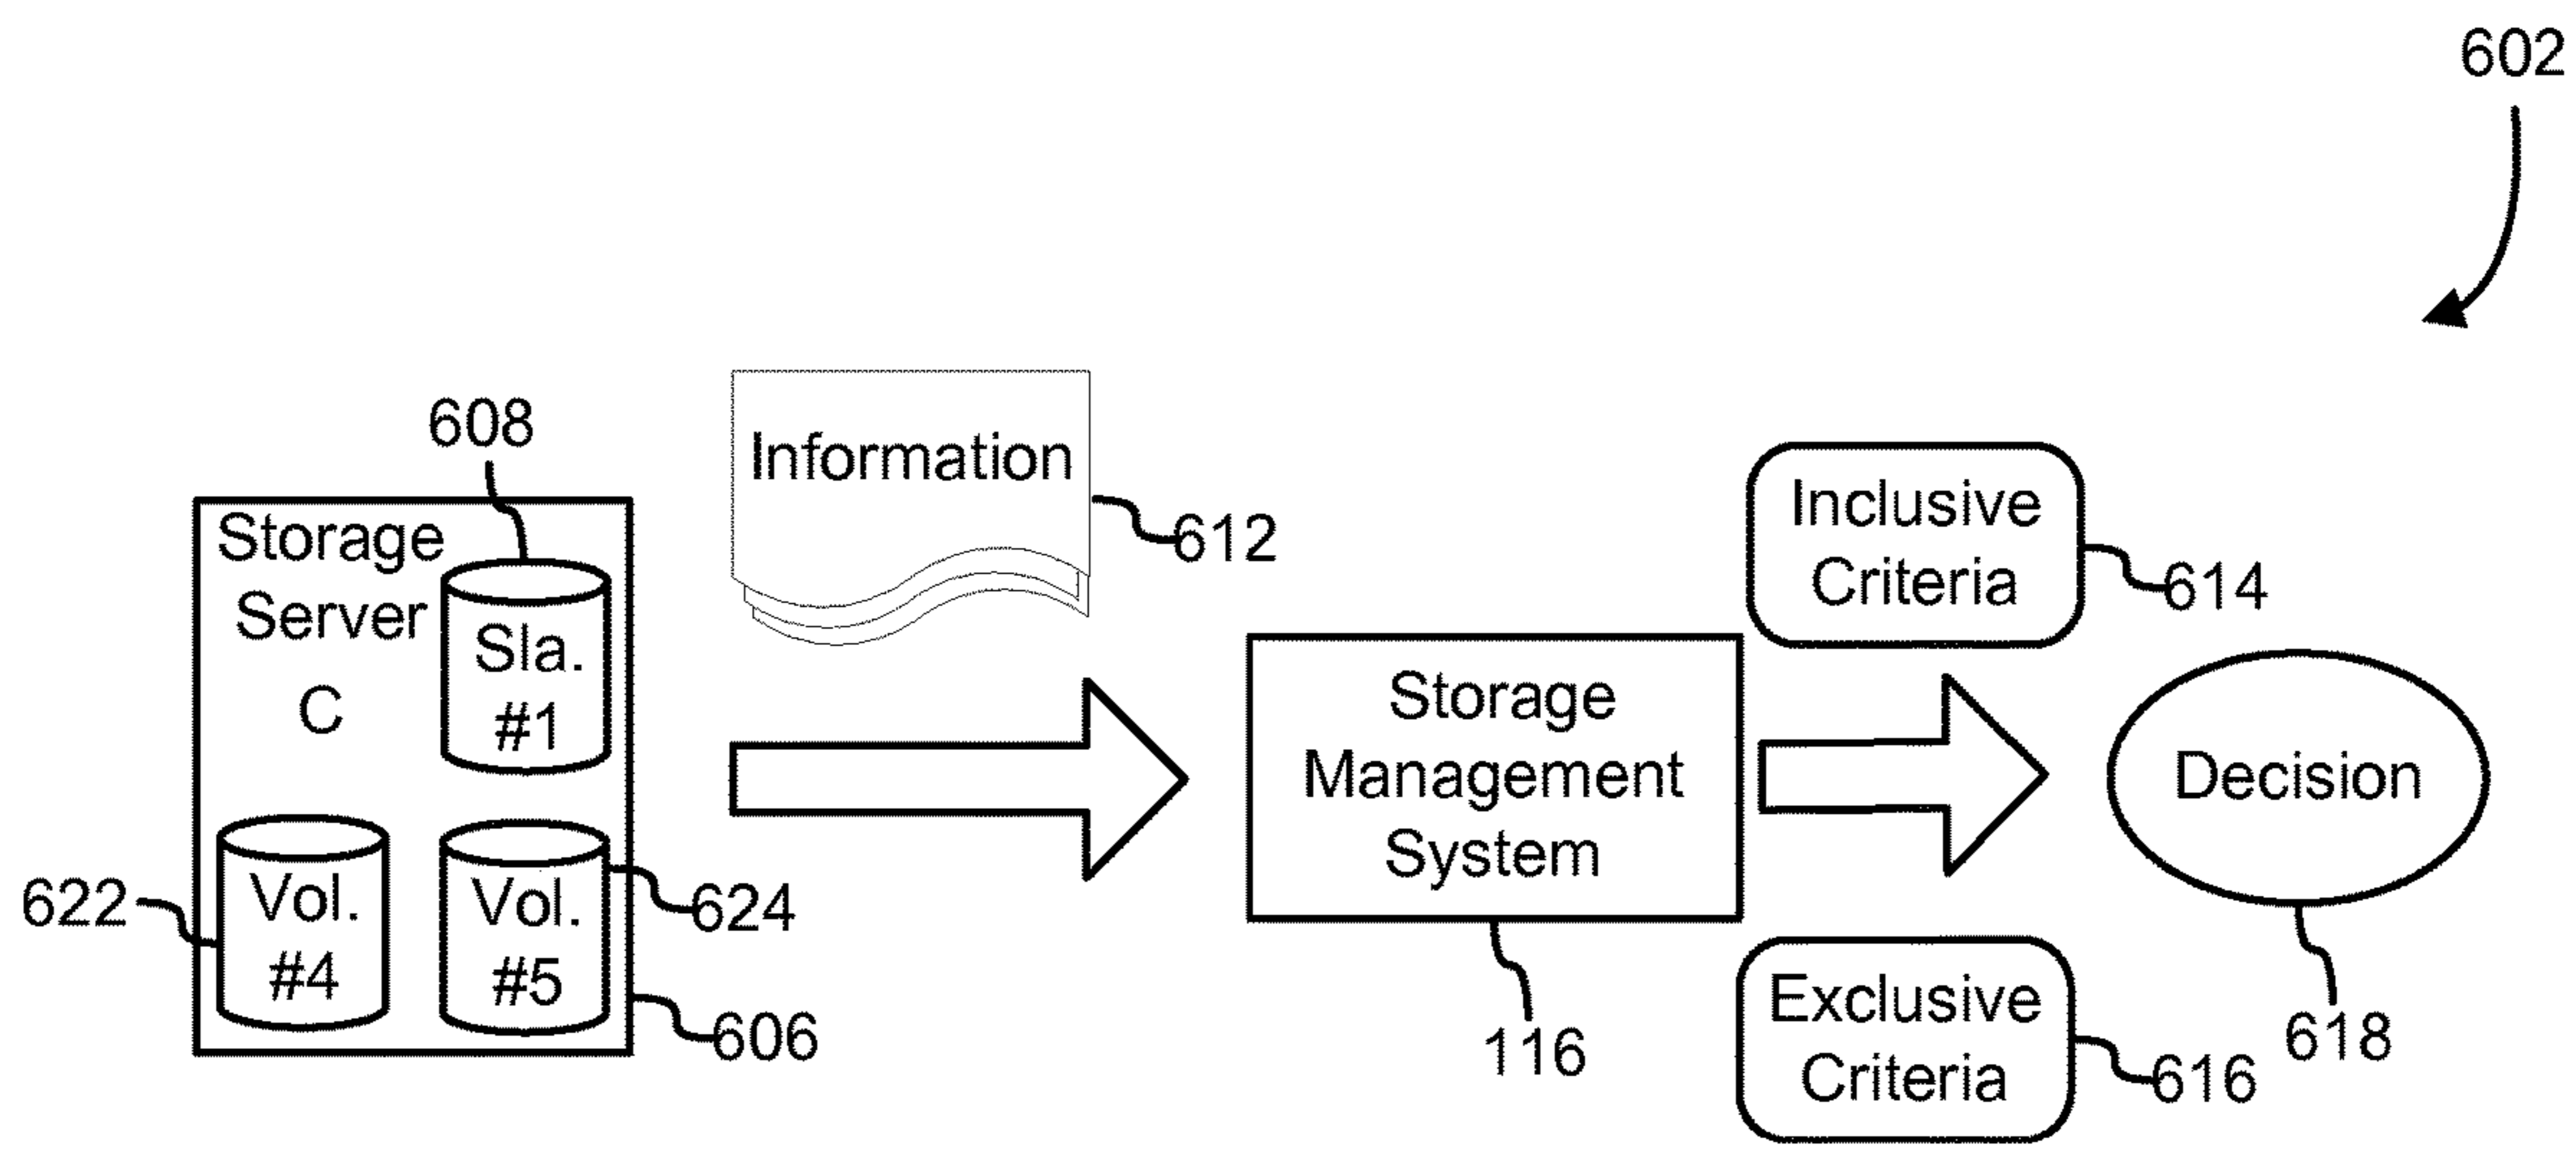 602
608
Storage
Server
C
Sla.
#1
Vol.
#4
Vol.
#5
622
624
606
Information
612
Storage
Management
System
116
Inclusive
Criteria
614
Exclusive
Criteria
616
Decision
618